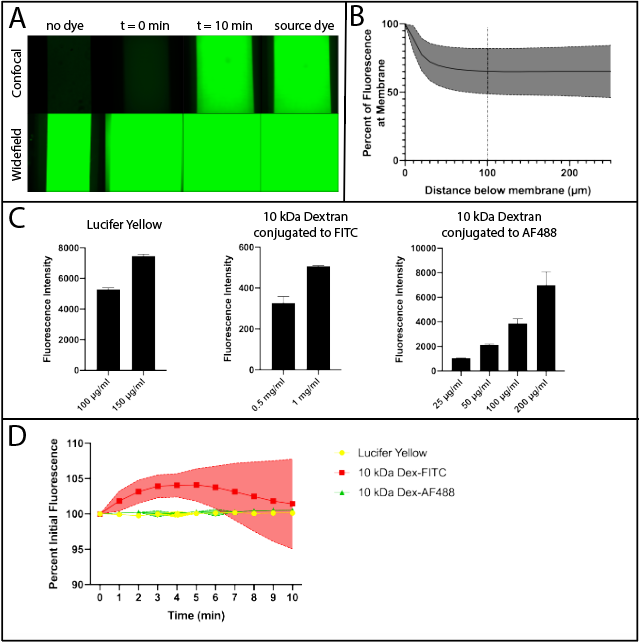 A
no dye t = 0 min t = 10 min source dye
Confocal
Widefield
B
Percent of Fluorescence
at Membrane
100
75
50
25
0
0 100 200
Distance below membrane (µm)
C
Lucifer Yellow
Fluorescence Intensity
8000
6000
4000
2000
0
100 µg/ml
150 µg/ml
10 kDa Dextran
conjugated to FITC
Fluorescence Intensity
600
400
200
0
0.5 mg/ml
1 mg/ml
10 kDa Dextran
conjugated to AF488
Fluorescence Intensity
10000
8000
6000
4000
2000
0
25 µg/ml
50 µg/ml
100 µg/ml
200 µg/ml
D
Percent Initial Fluorescence
110
105
100
95
90
0 1 2 3 4 5 6 7 8 9 10
Time (min)
Lucifer Yellow
10 kDa Dex-FITC
10 kDa Dex-AF488